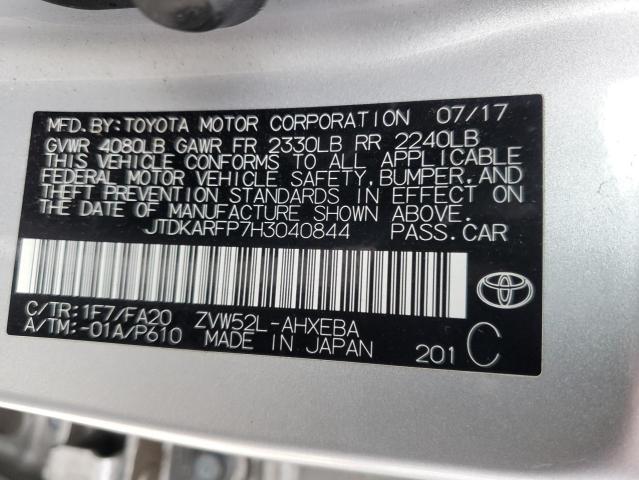 MFD.BY:TOYOTA MOTOR CORPORATION 07/17
GVWR 4080LB GAWR FR 2330LB RR 2240LB
THIS VEHICLE CONFORMS TO ALL APPLICABLE
FEDERAL MOTOR VEHICLE SAFETY, BUMPER, AND
THEFT PREVENTION STANDARDS IN EFFECT ON
THE DATE OF MANUFACTURE SHOWN ABOVE.
JTDKARFP7H3040844 PASS.CAR
C/TR:1F7/FA20 ZVW52L-AHXEBA
A/TM:-01A/P610 MADE IN JAPAN 201 C